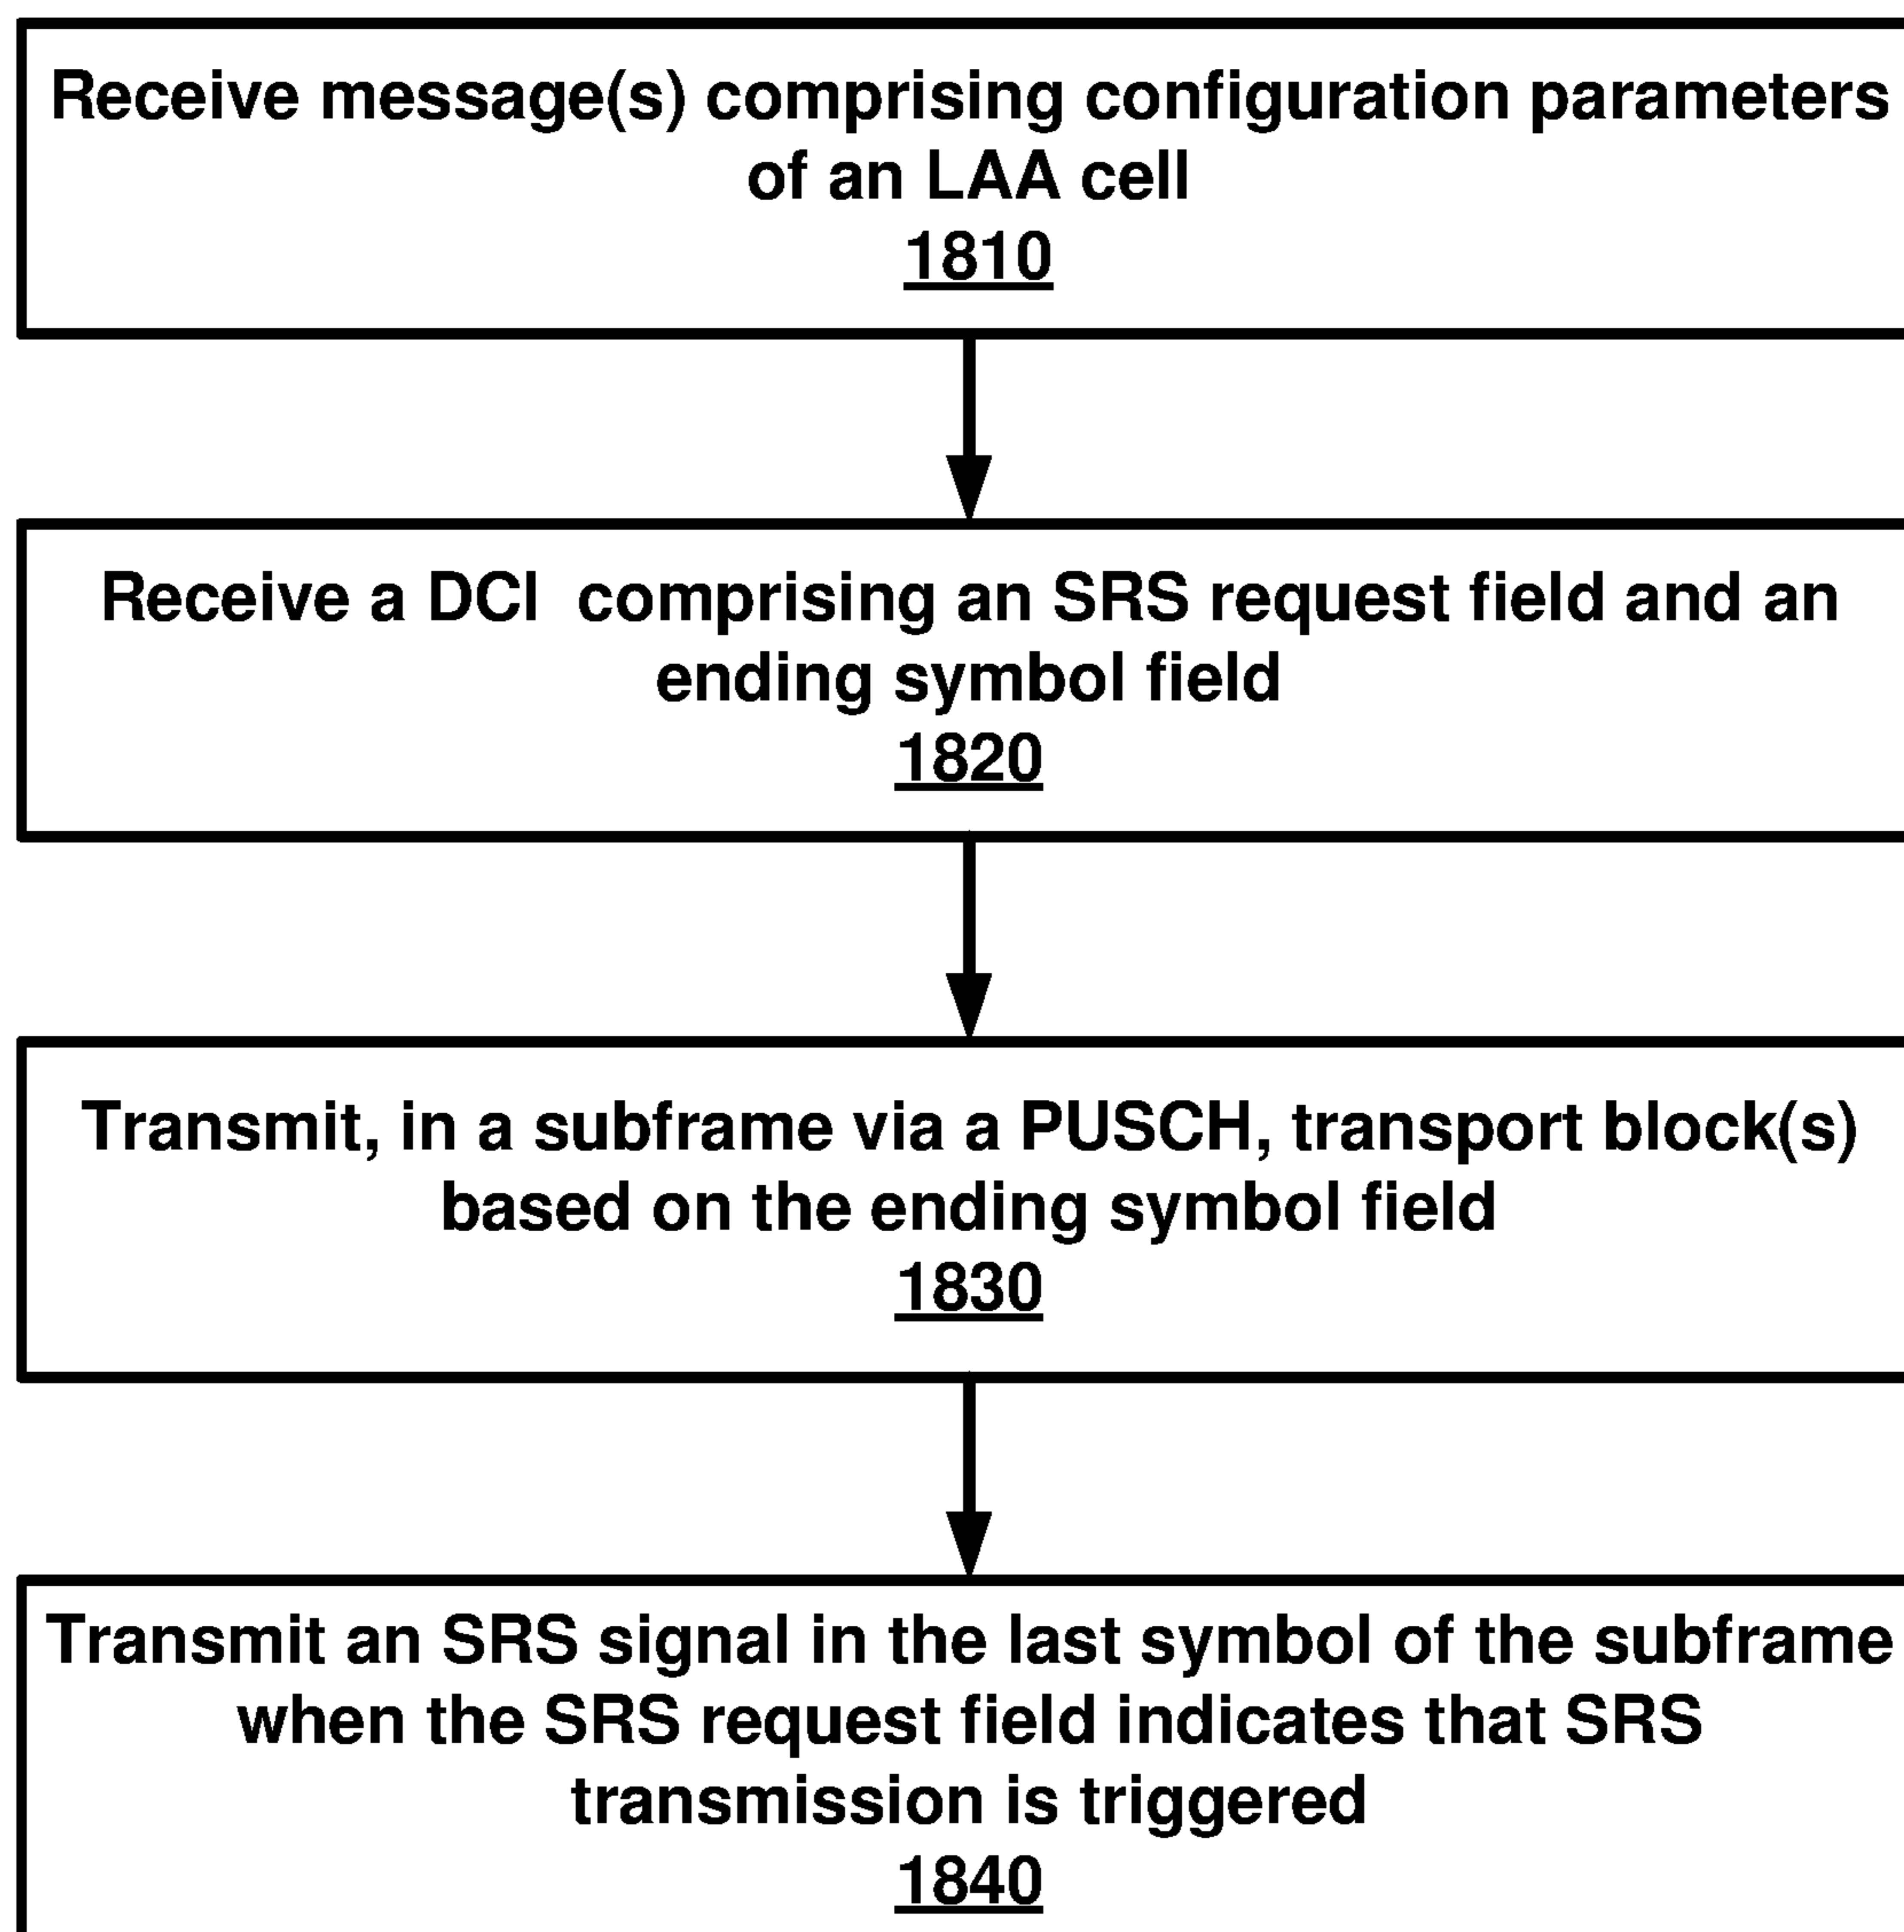 Receive message(s) comprising configuration parameters
of an LAA cell
1810
Receive a DCI comprising an SRS request field and an
ending symbol field
1820
Transmit, in a subframe via a PUSCH, transport block(s)
based on the ending symbol field
1830
Transmit an SRS signal in the last symbol of the subframe
when the SRS request field indicates that SRS
transmission is triggered
1840